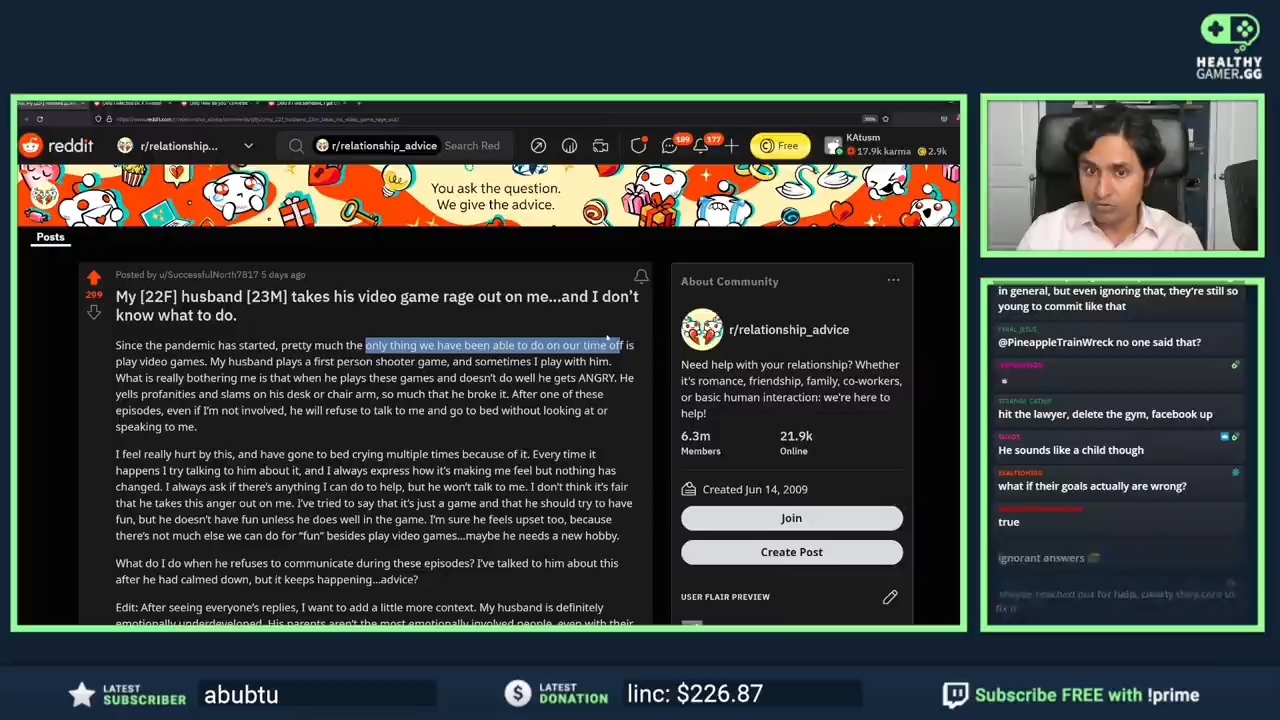 HEALTHY
GAMER.GG
reddit
r/relationship...
r/relationship_advice
Search Red
189
177
Free
KAtusm
17.9k karma
2.9k
You ask the question.
We give the advice.
Posts
299
Posted by u/SuccessfulNorth7817 5 days ago
My [22F] husband [23M] takes his video game rage out on me...and I don't
know what to do.
Since the pandemic has started, pretty much the only thing we have been able to do on our time off is
play video games. My husband plays a first person shooter game, and sometimes I play with him.
What is really bothering me is that when he plays these games and doesn't do well he gets ANGRY. He
yells profanities and slams on his desk or chair arm, so much that he broke it. After one of these
episodes, even if I'm not involved, he will refuse to talk to me and go to bed without looking at or
speaking to me.
I feel really hurt by this, and have gone to bed crying multiple times because of it. Every time it
happens I try talking to him about it, and I always express how it's making me feel but nothing has
changed. I always ask if there's anything I can do to help, but he won't talk to me. I don't think it's fair
that he takes this anger out on me. I've tried to say that it's just a game and that he should try to have
fun, but he doesn't have fun unless he does well in the game. I'm sure he feels upset too, because
there's not much else we can do for "fun" besides play video games...maybe he needs a new hobby.
What do I do when he refuses to communicate during these episodes? I've talked to him about this
after he had calmed down, but it keeps happening...advice?
Edit: After seeing everyone's replies, I want to add a little more context. My husband is definitely
emotionally underdeveloped. His parents aren't the most emotionally involved people, even with their
About Community
r/relationship_advice
Need help with your relationship? Whether
it's romance, friendship, family, co-workers,
or basic human interaction: we're here to
help!
6.3m
Members
21.9k
Online
Created Jun 14, 2009
Join
Create Post
USER FLAIR PREVIEW
in general, but even ignoring that, they're still so
young to commit like that
@PineappleTrainWreck no one said that?
hit the lawyer, delete the gym, facebook up
He sounds like a child though
what if their goals actually are wrong?
true
ignorant answers
LATEST
SUBSCRIBER
abubtu
LATEST
DONATION
linc: $226.87
Subscribe FREE with !prime